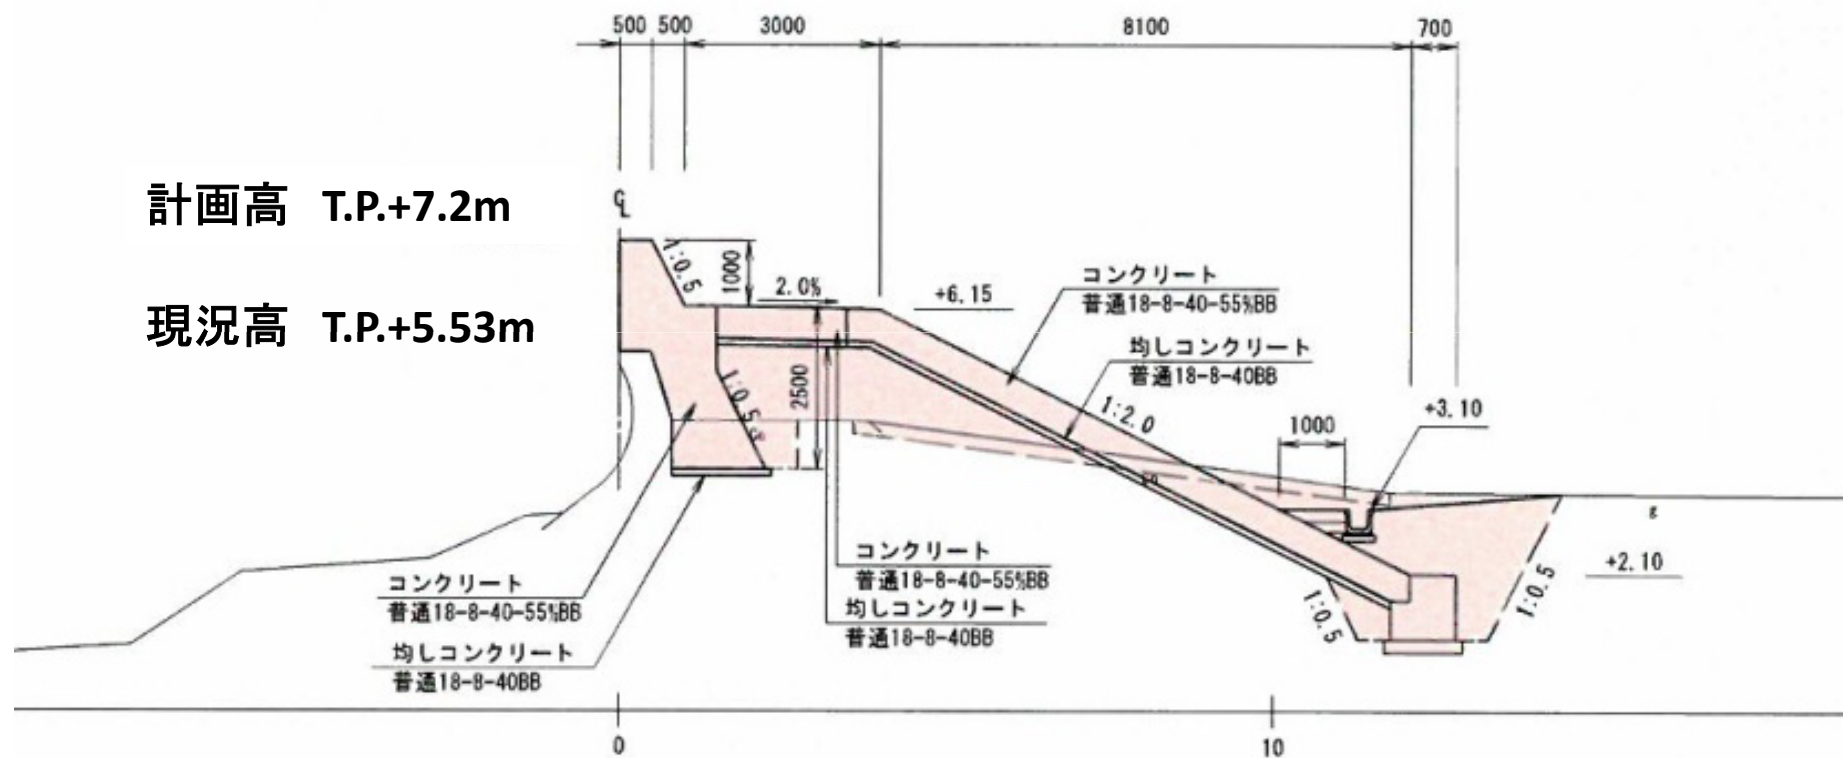 500 500 3000 8100 700
計画高 T.P.+7.2m
℄
1:0.5
1000
2.0%
+6.15
コンクリート
普通18-8-40-55%BB
現況高 T.P.+5.53m
均しコンクリート
普通18-8-40BB
2500
1:0.5
1:2.0
1000
+3.10
コンクリート
普通18-8-40-55%BB
+2.10
コンクリート
普通18-8-40-55%BB
均しコンクリート
普通18-8-40BB
1:0.5
1:0.5
均しコンクリート
普通18-8-40BB
0 10